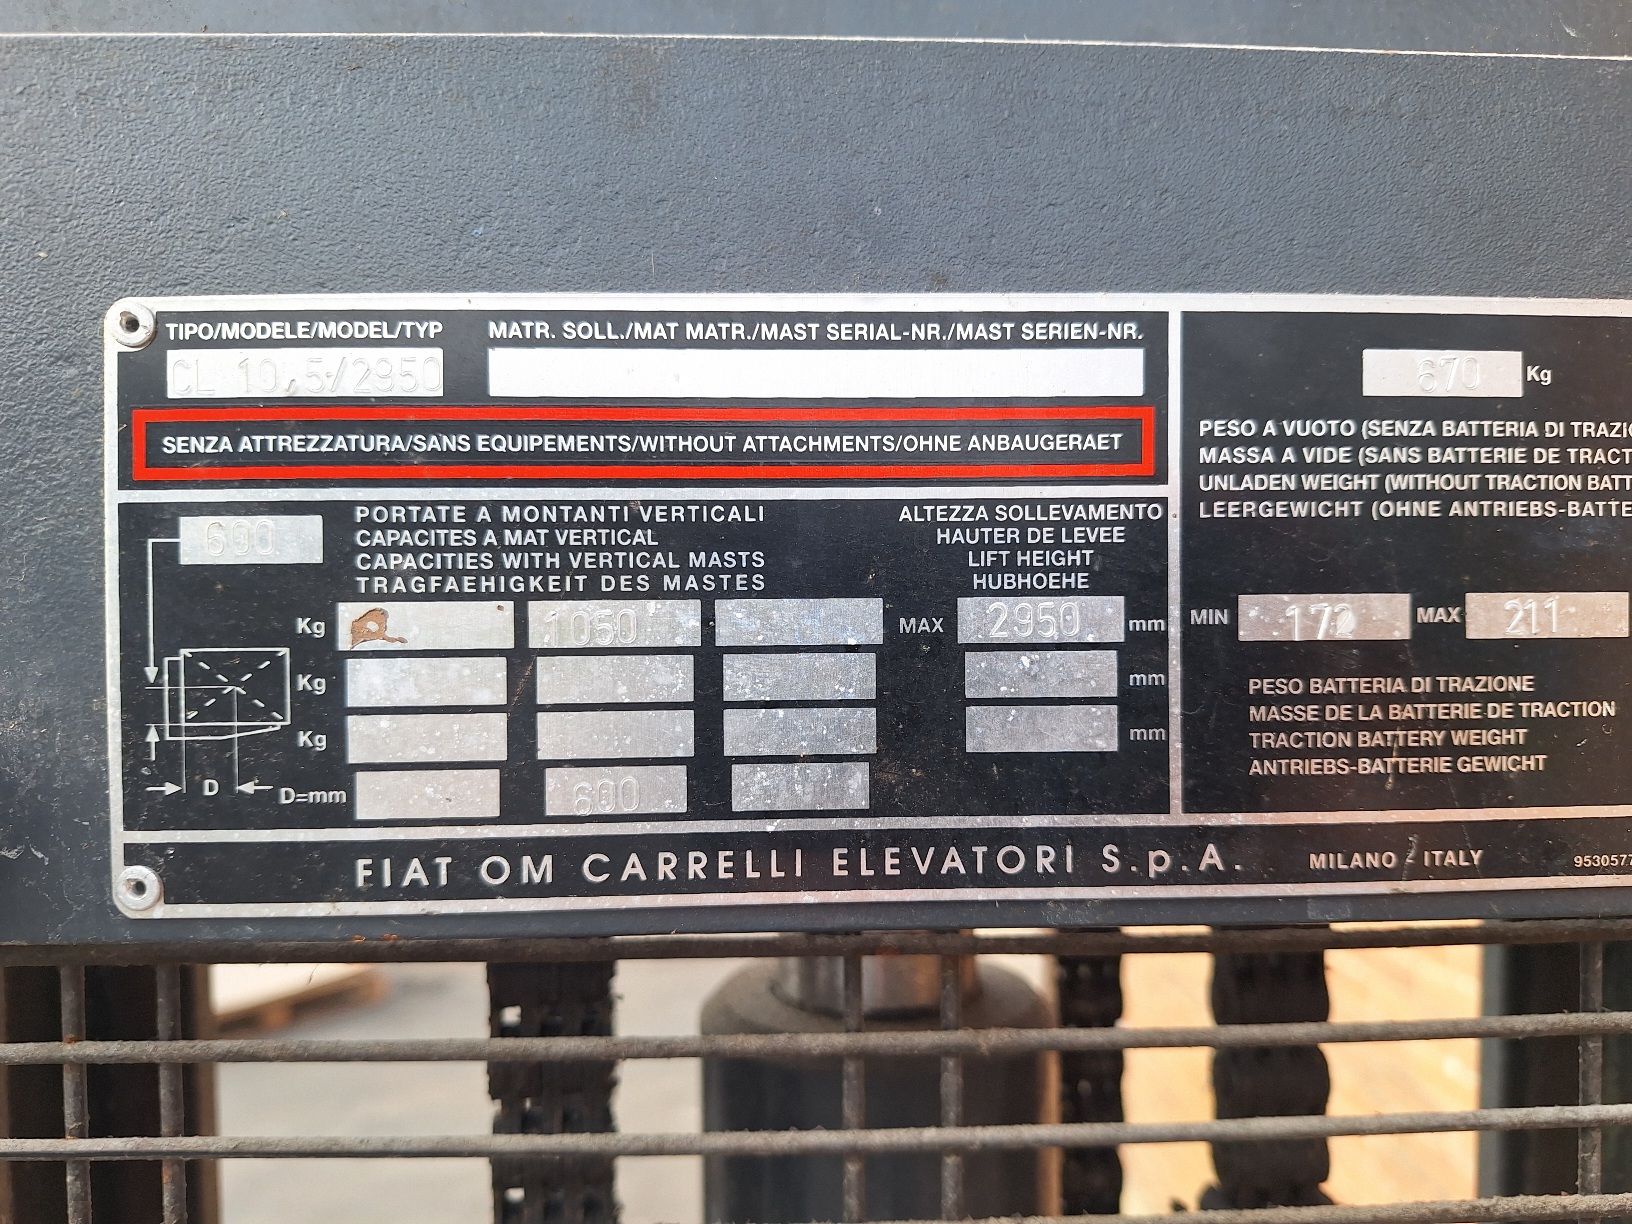 TIPO/MODELE/MODEL/TYP
CL 10,5/2950
MATR. SOLL./MAT MATR./MAST SERIAL-NR./MAST SERIEN-NR.
SENZA ATTREZZATURA/SANS EQUIPEMENTS/WITHOUT ATTACHMENTS/OHNE ANBAUGERAET
600
PORTATE A MONTANTI VERTICALI
CAPACITES A MAT VERTICAL
CAPACITIES WITH VERTICAL MASTS
TRAGFAEHIGKEIT DES MASTES
ALTEZZA SOLLEVAMENTO
HAUTER DE LEVEE
LIFT HEIGHT
HUBHOEHE
Kg 1050 MAX 2950 mm
Kg mm
Kg mm
D D=mm 600
670 Kg
PESO A VUOTO (SENZA BATTERIA DI TRAZI
MASSA A VIDE (SANS BATTERIE DE TRACT
UNLADEN WEIGHT (WITHOUT TRACTION BATT
LEERGEWICHT (OHNE ANTRIEBS-BATTE
MIN 172 MAX 211
PESO BATTERIA DI TRAZIONE
MASSE DE LA BATTERIE DE TRACTION
TRACTION BATTERY WEIGHT
ANTRIEBS-BATTERIE GEWICHT
FIAT OM CARRELLI ELEVATORI S.p.A. MILANO - ITALY 9530577